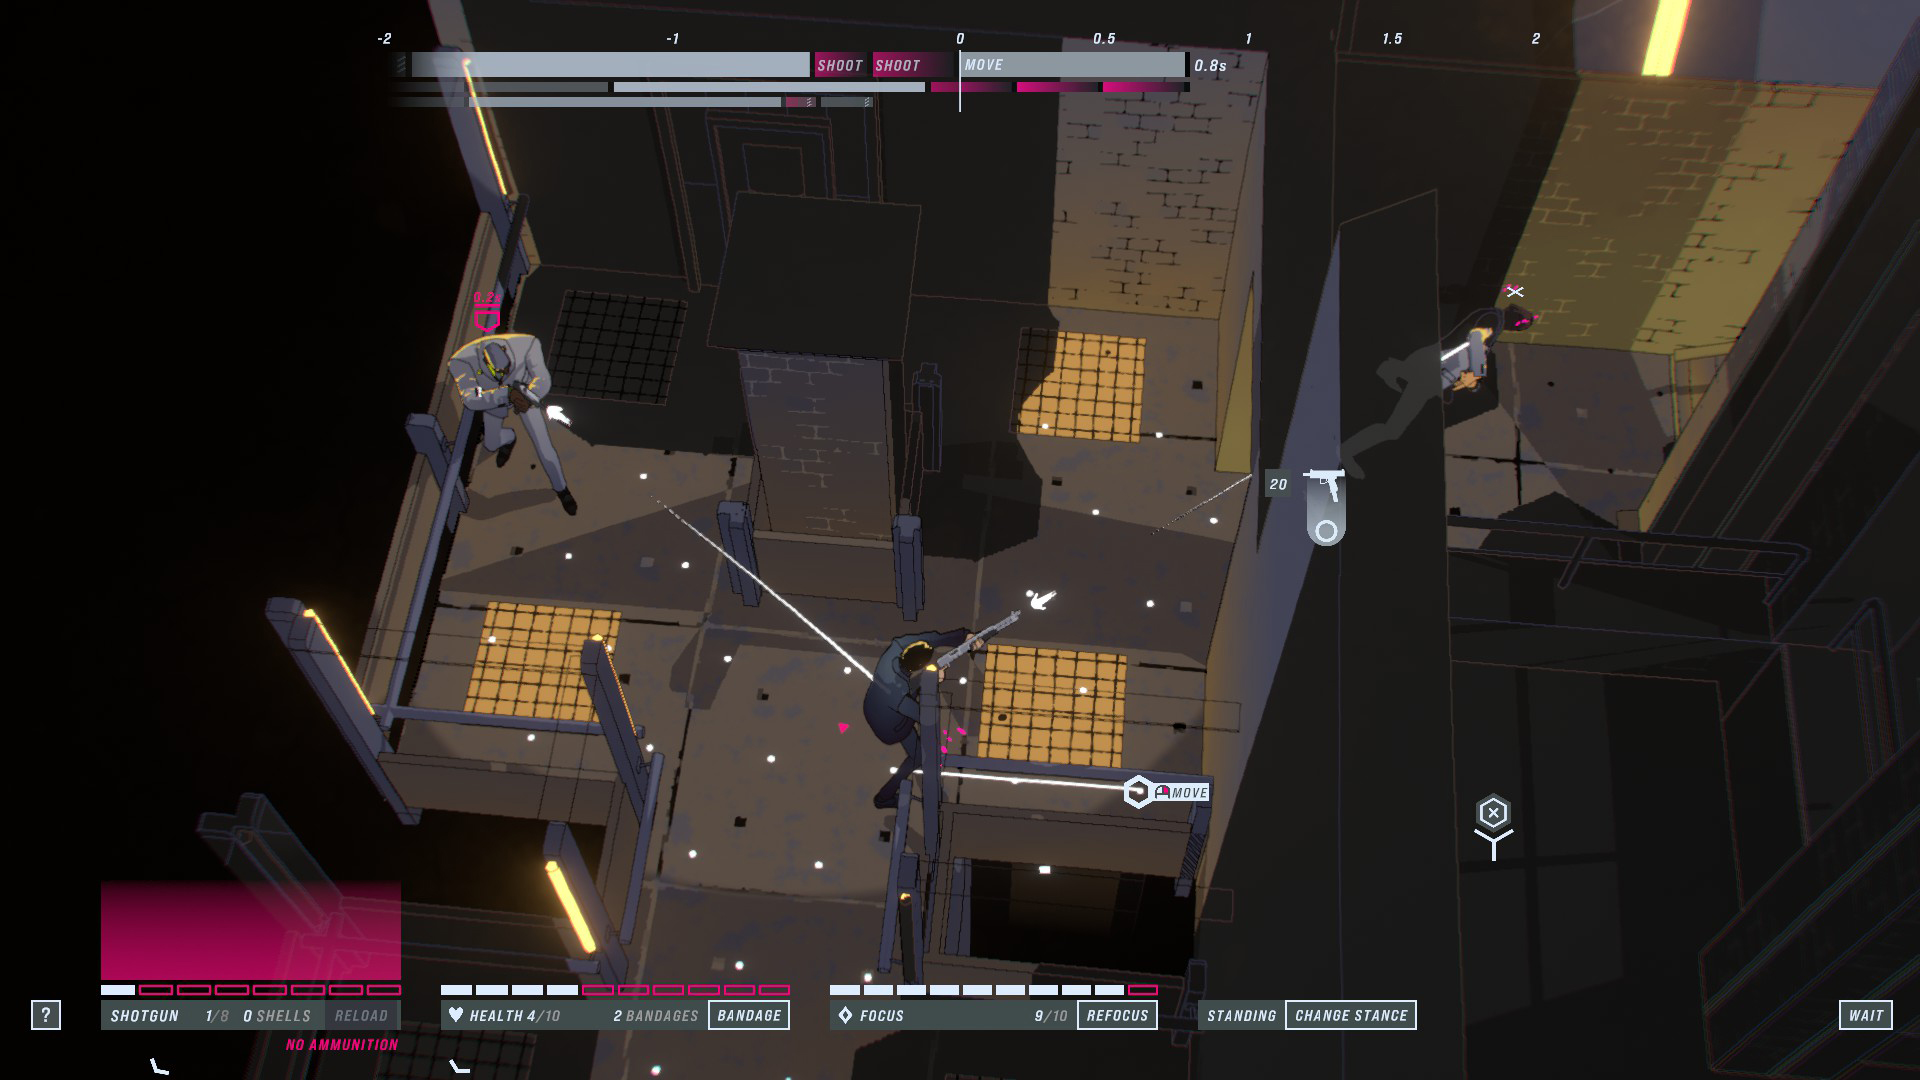 -2 -1 0 0.5 1 1.5 2
SHOOT SHOOT MOVE 0.8s
0.2s
20
MOVE
? SHOTGUN 1/8 0 SHELLS RELOAD HEALTH 4/10 2 BANDAGES BANDAGE FOCUS 9/10 REFOCUS STANDING CHANGE STANCE WAIT
NO AMMUNITION